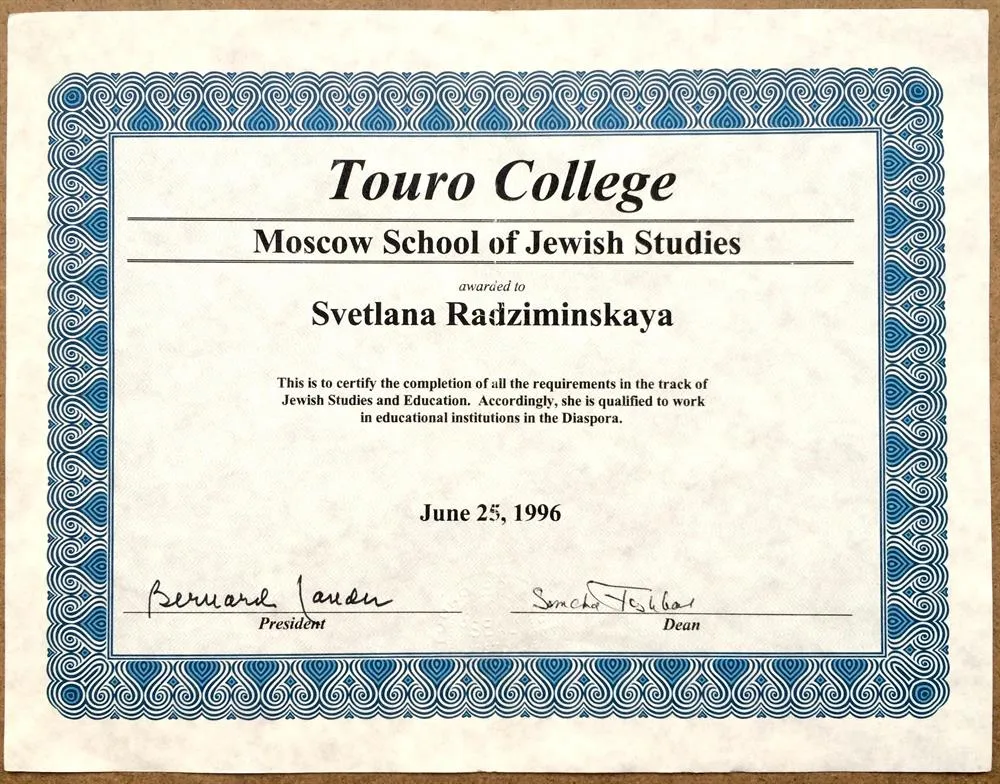 Touro College
Moscow School of Jewish Studies
awarded to
Svetlana Radziminskaya
This is to certify the completion of all the requirements in the track of
Jewish Studies and Education. Accordingly, she is qualified to work
in educational institutions in the Diaspora.
June 25, 1996
Bernard Lander
President
Simcha
Dean